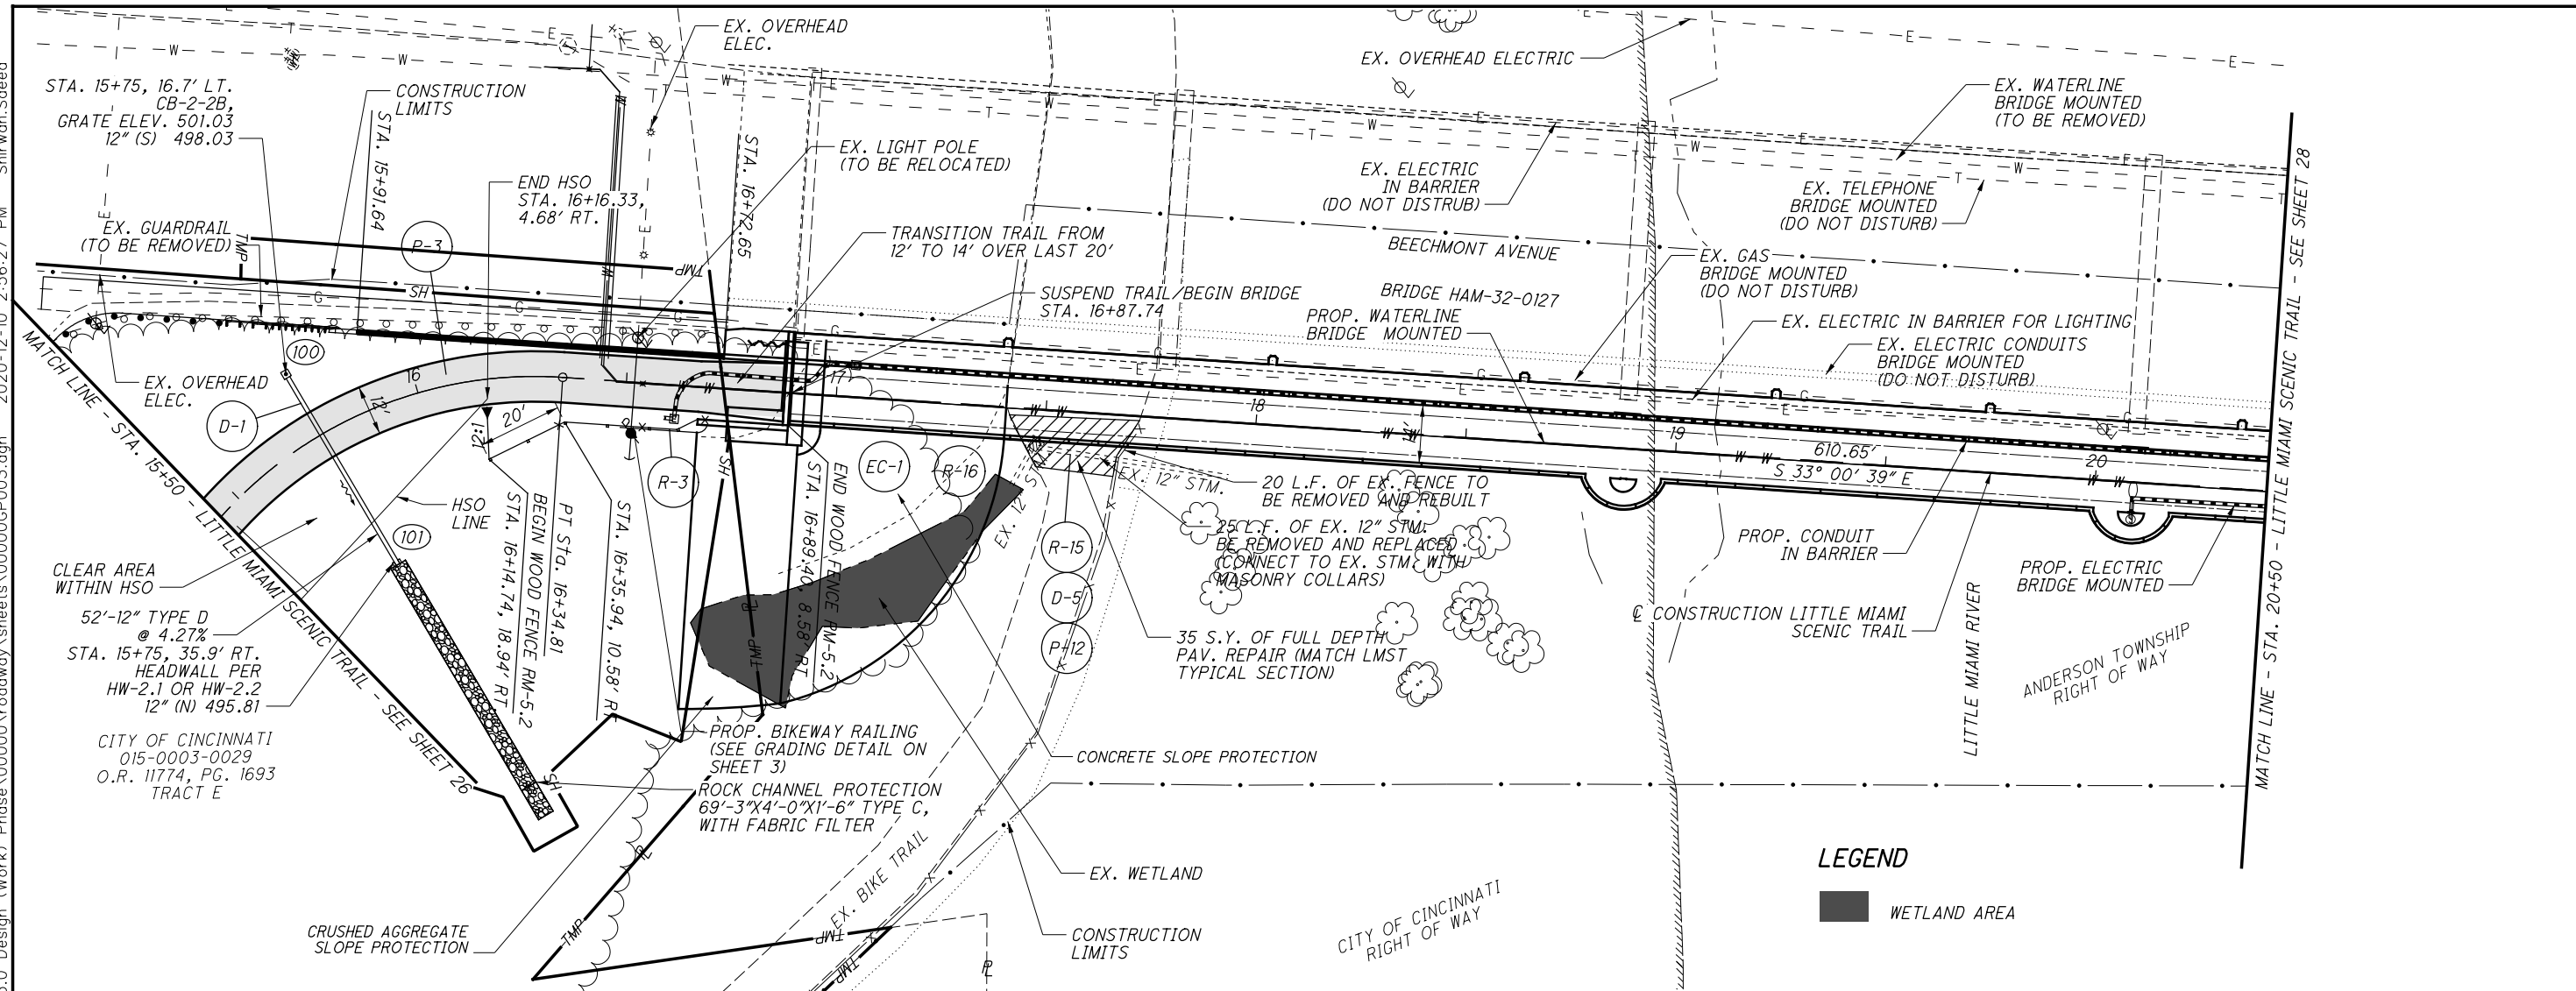 EX. OVERHEAD
ELEC.
EX. OVERHEAD ELECTRIC
EX. WATERLINE
BRIDGE MOUNTED
(TO BE REMOVED)
STA. 15+75, 16.7' LT.
CB-2-2B,
GRATE ELEV. 501.03
12" (S) 498.03
CONSTRUCTION
LIMITS
STA. 15+91.64
END HSO
STA. 16+16.33,
4.68' RT.
STA. 16+72.65
EX. LIGHT POLE
(TO BE RELOCATED)
EX. ELECTRIC
IN BARRIER
(DO NOT DISTRUB)
EX. TELEPHONE
BRIDGE MOUNTED
(DO NOT DISTURB)
EX. GUARDRAIL
(TO BE REMOVED)
TMP
P-3
TMP
SH
TRANSITION TRAIL FROM
12' TO 14' OVER LAST 20'
BEECHMONT AVENUE
EX. GAS
BRIDGE MOUNTED
(DO NOT DISTURB)
SUSPEND TRAIL/BEGIN BRIDGE
STA. 16+87.74
BRIDGE HAM-32-0127
PROP. WATERLINE
BRIDGE MOUNTED
EX. ELECTRIC IN BARRIER FOR LIGHTING
EX. ELECTRIC CONDUITS
BRIDGE MOUNTED
(DO NOT DISTURB)
MATCH LINE - STA. 15+50 - LITTLE MIAMI SCENIC TRAIL - SEE SHEET 26
MATCH LINE - STA. 20+50 - LITTLE MIAMI SCENIC TRAIL - SEE SHEET 28
100
EX. OVERHEAD
ELEC.
D-1
16
12'
20'
12:1
17
18
19
20
610.65'
S 33° 00' 39" E
R-3
SH
EC-1
R-16
EX. 12" STM.
20 L.F. OF EX. FENCE TO
BE REMOVED AND REBUILT
25 L.F. OF EX. 12" STM.
BE REMOVED AND REPLACED
(CONNECT TO EX. STM. WITH
MASONRY COLLARS)
R-15
D-5
P-12
35 S.Y. OF FULL DEPTH
PAV. REPAIR (MATCH LMST
TYPICAL SECTION)
HSO
LINE
101
CLEAR AREA
WITHIN HSO
52'-12" TYPE D
@ 4.27%
STA. 15+75, 35.9' RT.
HEADWALL PER
HW-2.1 OR HW-2.2
12" (N) 495.81
CITY OF CINCINNATI
015-0003-0029
O.R. 11774, PG. 1693
TRACT E
BEGIN WOOD FENCE RM-5.2
STA. 16+14.74, 18.94' RT
PT Sta. 16+34.81
STA. 16+35.94, 10.58' RT
END WOOD FENCE RM-5.2
STA. 16+89.40, 8.58' RT
TMP
PROP. BIKEWAY RAILING
(SEE GRADING DETAIL ON
SHEET 3)
ROCK CHANNEL PROTECTION
69'-3"X4'-0"X1'-6" TYPE C,
WITH FABRIC FILTER
SH
CONCRETE SLOPE PROTECTION
EX. WETLAND
CONSTRUCTION
LIMITS
CRUSHED AGGREGATE
SLOPE PROTECTION
TMP
EX. BIKE TRAIL
TMP
TMP
PROP. CONDUIT
IN BARRIER
PROP. ELECTRIC
BRIDGE MOUNTED
CONSTRUCTION LITTLE MIAMI
SCENIC TRAIL
LITTLE MIAMI RIVER
ANDERSON TOWNSHIP
RIGHT OF WAY
CITY OF CINCINNATI
RIGHT OF WAY
LEGEND
WETLAND AREA